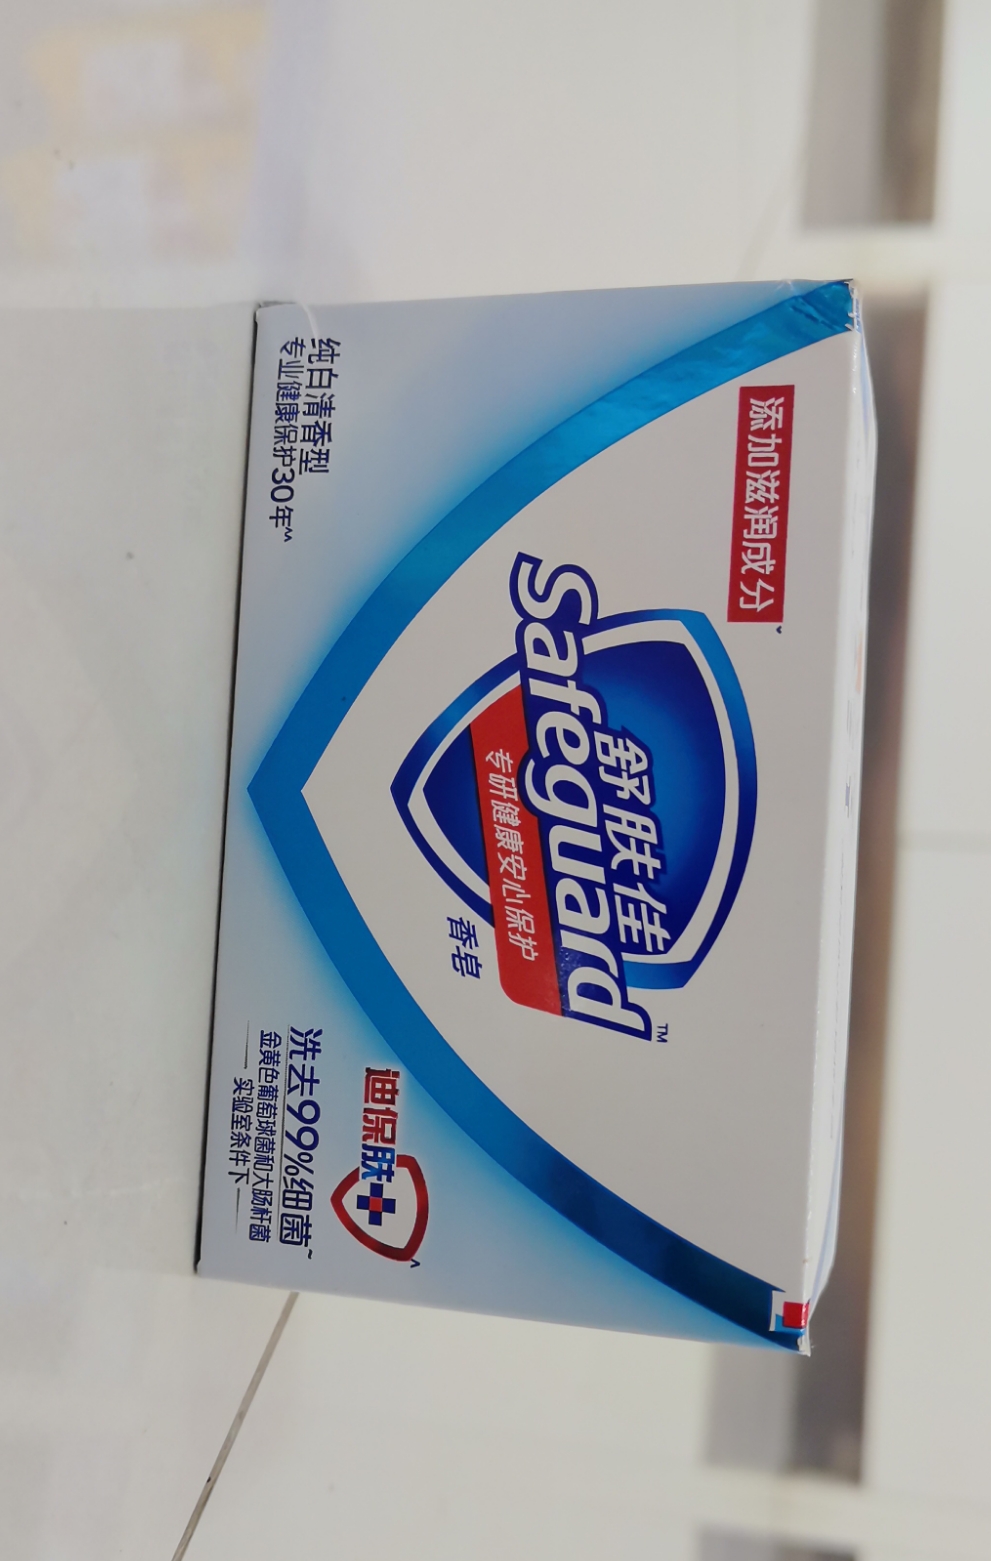 添加滋润成分^
舒肤佳
Safeguard™
专研健康安心保护
香皂
纯白清香型
专业健康保护30年^^
迪保肤^
洗去99%细菌~
金黄色葡萄球菌和大肠杆菌
实验室条件下